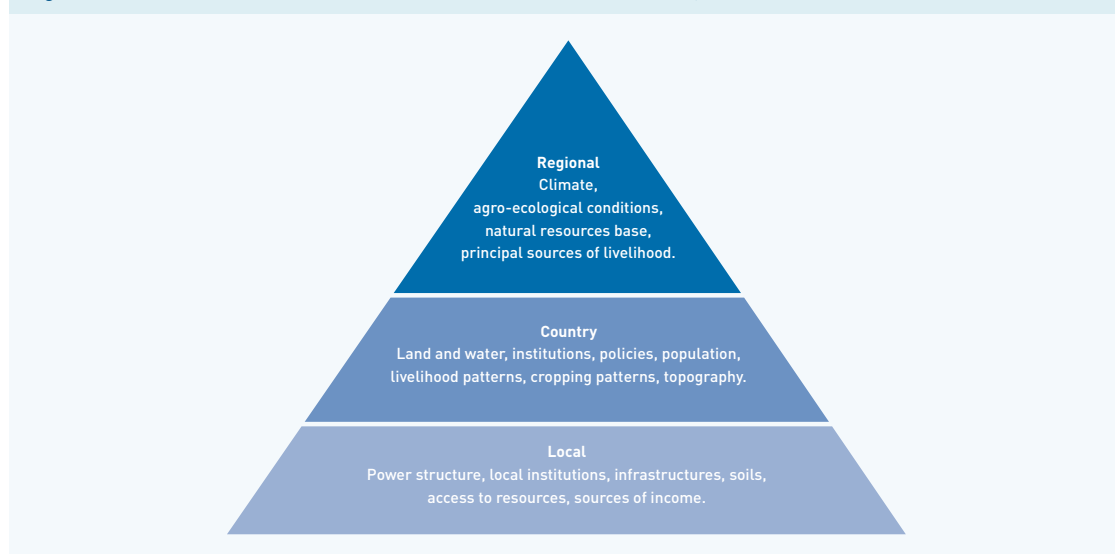 Regional
Climate,
agro-ecological conditions,
natural resources base,
principal sources of livelihood.
Country
Land and water, institutions, policies, population,
livelihood patterns, cropping patterns, topography.
Local
Power structure, local institutions, infrastructures, soils,
access to resources, sources of income.